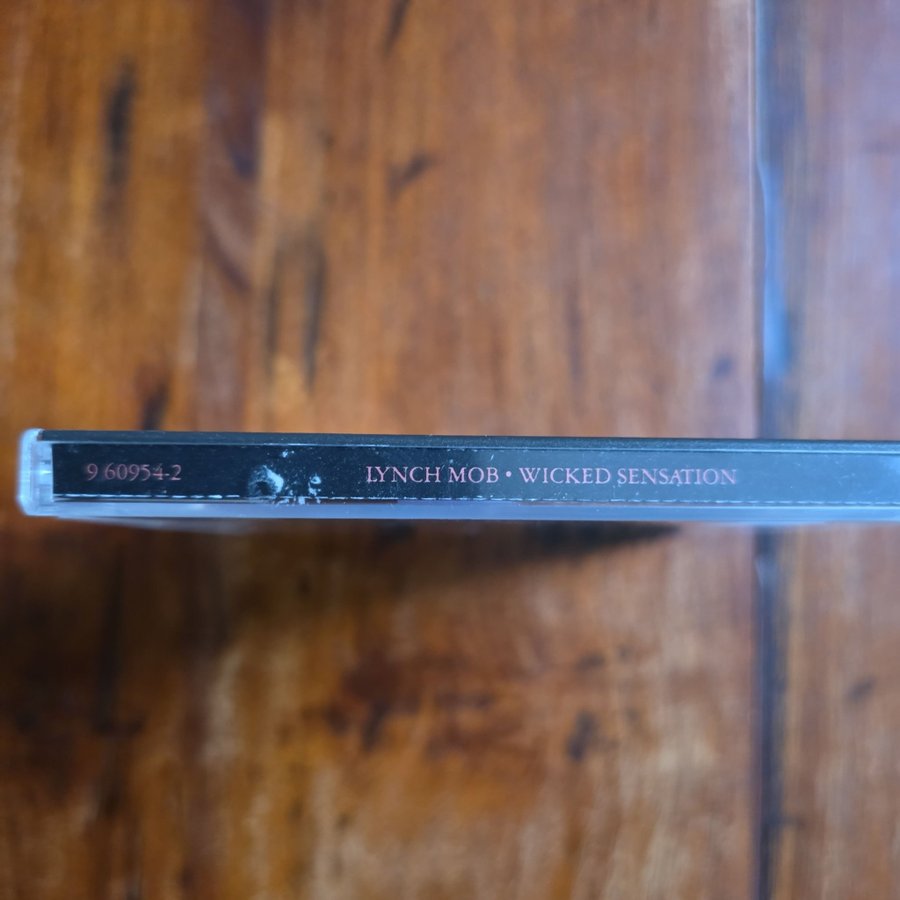 9 60954-2 LYNCH MOB • WICKED SENSATION